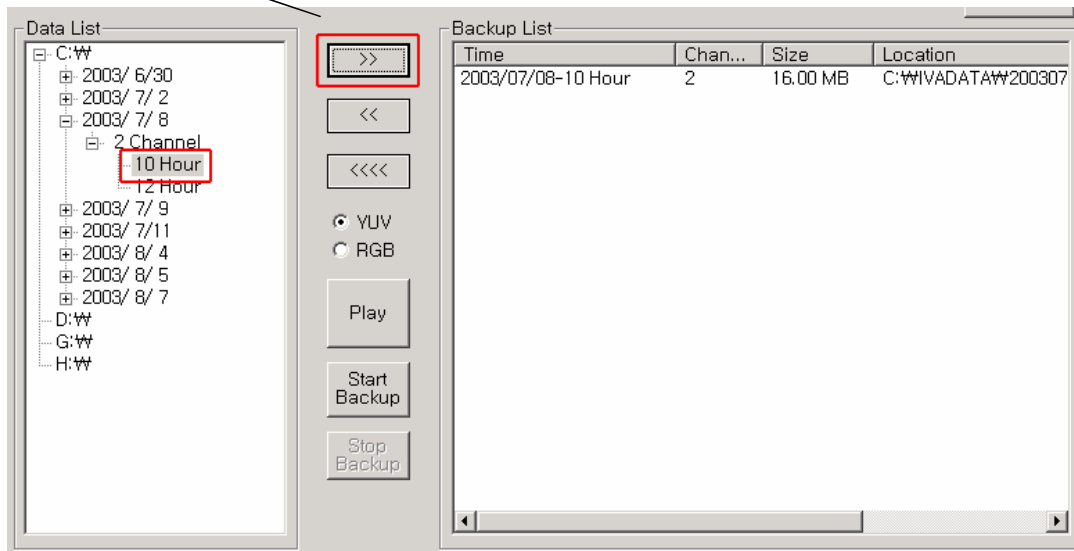 Data List
C:₩
2003/ 6/30
2003/ 7/ 2
2003/ 7/ 8
2 Channel
10 Hour
12 Hour
2003/ 7/ 9
2003/ 7/11
2003/ 8/ 4
2003/ 8/ 5
2003/ 8/ 7
D:₩
G:₩
H:₩
>>
<<
<<<<
YUV
RGB
Play
Start
Backup
Stop
Backup
Backup List
Time Chan... Size Location
2003/07/08-10 Hour 2 16.00 MB C:₩IVADATA₩200307